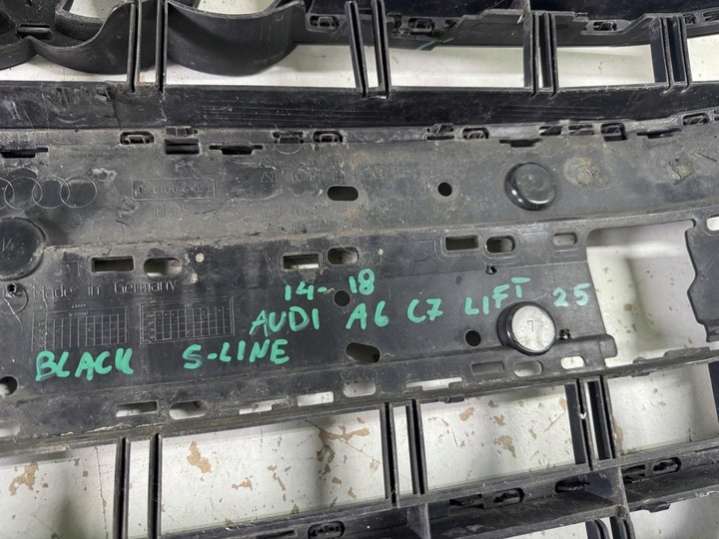 Made in Germany
14-18
AUDI A6 C7 LIFT 25
BLACK S-LINE